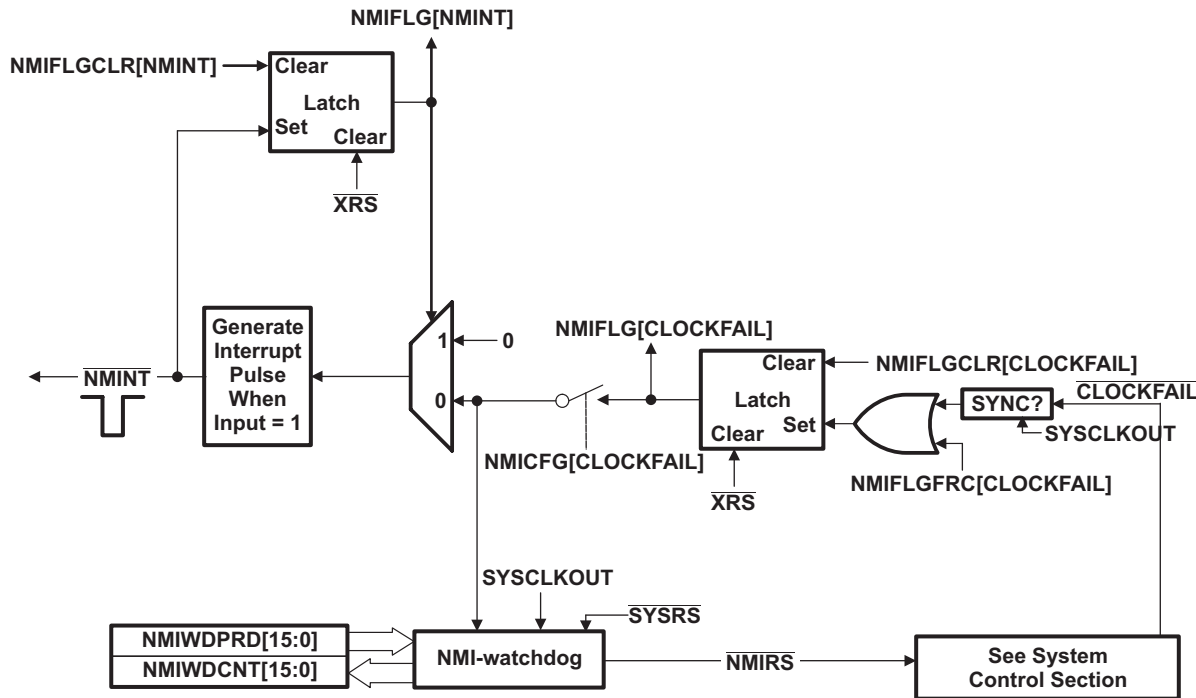 NMIFLG[NMINT]
NMIFLGCLR[NMINT]
Clear
Latch
Set
Clear
XRS
Generate
Interrupt
Pulse
When
Input = 1
NMINT
1
0
0
NMIFLG[CLOCKFAIL]
NMICFG[CLOCKFAIL]
Clear
Latch
Clear
Set
XRS
NMIFLGCLR[CLOCKFAIL]
CLOCKFAIL
SYNC?
SYSCLKOUT
NMIFLGFRC[CLOCKFAIL]
SYSCLKOUT
SYSRS
NMIWDPRD[15:0]
NMIWDCNT[15:0]
NMI-watchdog
NMIRS
See System
Control Section